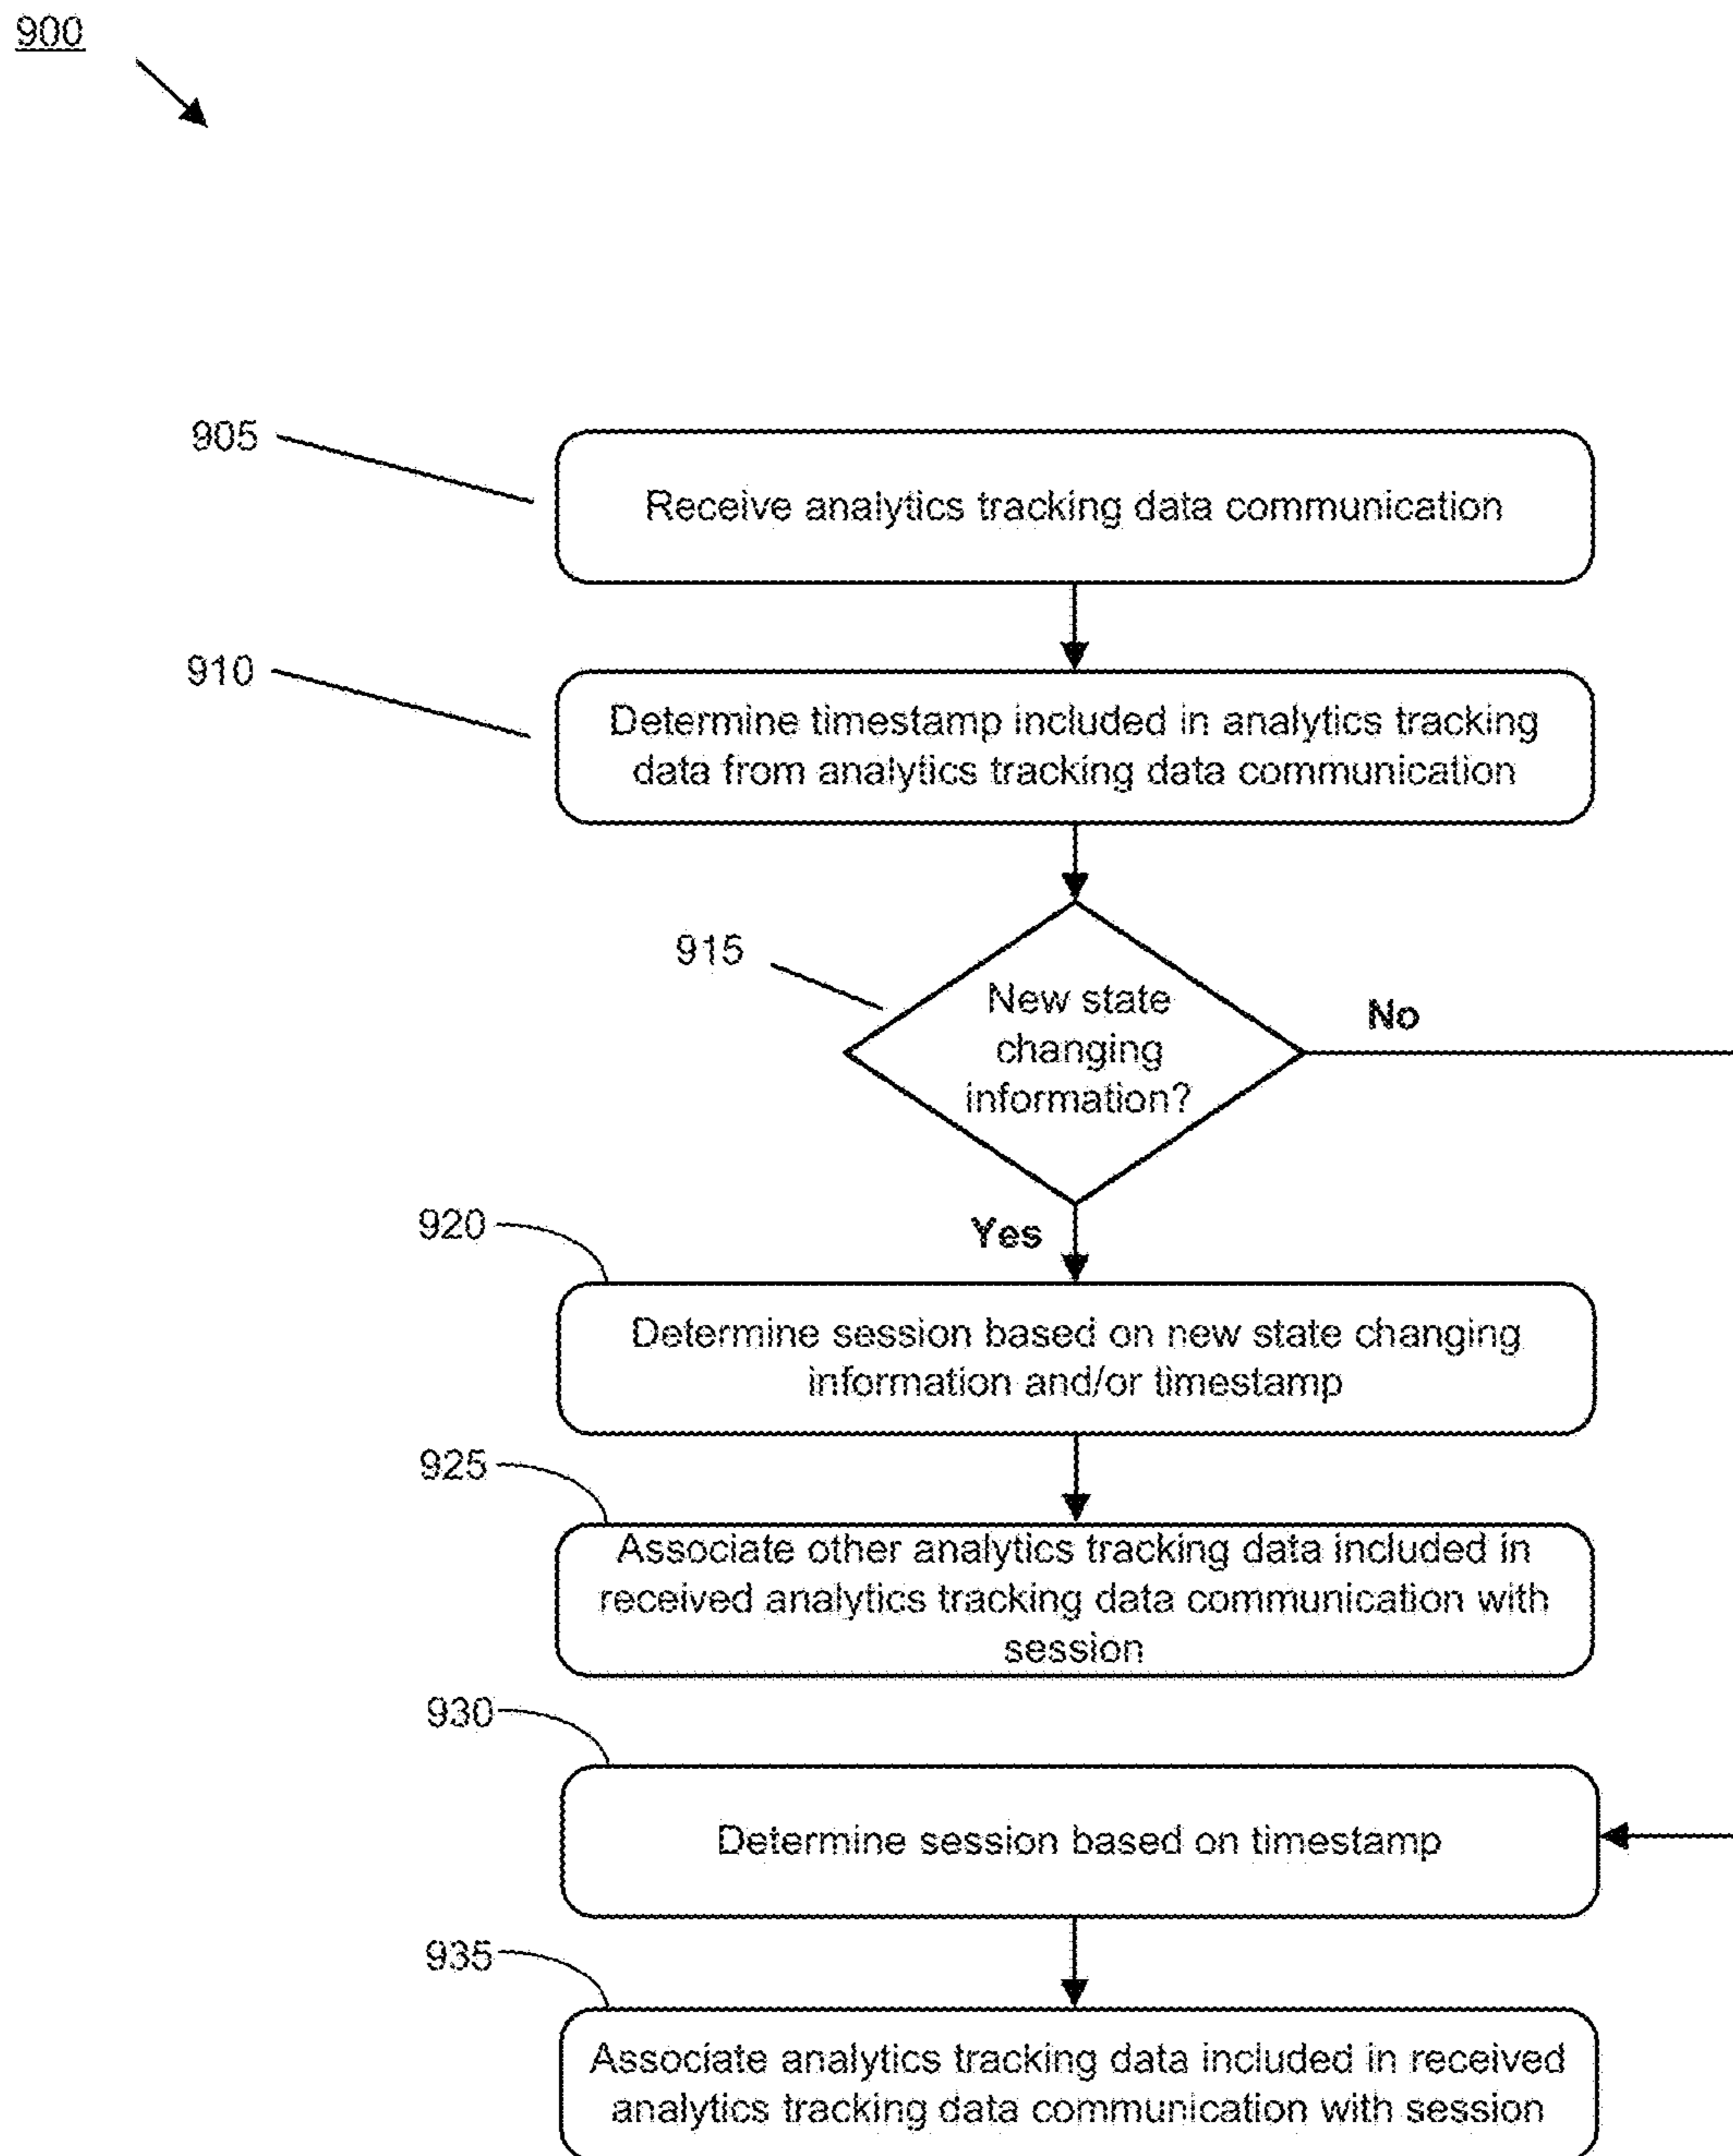 900
905
Receive analytics tracking data communication
910
Determine timestamp included in analytics tracking
data from analytics tracking data communication
915
New state
changing
information?
No
Yes
920
Determine session based on new state changing
information and/or timestamp
925
Associate other analytics tracking data included in
received analytics tracking data communication with
session
930
Determine session based on timestamp
935
Associate analytics tracking data included in received
analytics tracking data communication with session